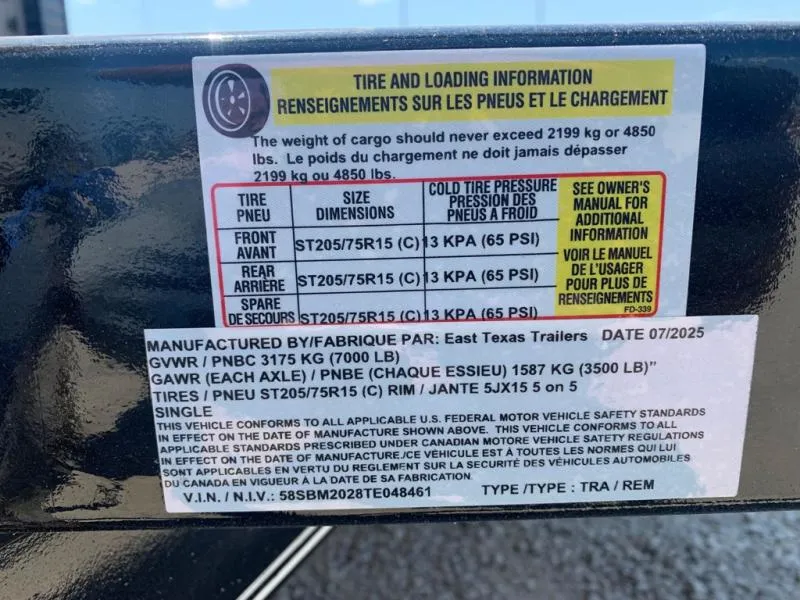 TIRE AND LOADING INFORMATION
RENSEIGNEMENTS SUR LES PNEUS ET LE CHARGEMENT
The weight of cargo should never exceed 2199 kg or 4850
lbs. Le poids du chargement ne doit jamais dépasser
2199 kg ou 4850 lbs.
TIRE
PNEU
SIZE
DIMENSIONS
COLD TIRE PRESSURE
PRESSION DES
PNEUS A FROID
FRONT
AVANT
ST205/75R15 (C)
13 KPA (65 PSI)
REAR
ARRIÈRE
ST205/75R15 (C)
13 KPA (65 PSI)
SPARE
DE SECOURS
ST205/75R15 (C)
13 KPA (65 PSI)
SEE OWNER'S
MANUAL FOR
ADDITIONAL
INFORMATION
VOIR LE MANUEL
DE L'USAGER
POUR PLUS DE
RENSEIGNEMENTS
FD-339
MANUFACTURED BY/FABRIQUE PAR: East Texas Trailers DATE 07/2025
GVWR / PNBC 3175 KG (7000 LB)
GAWR (EACH AXLE) / PNBE (CHAQUE ESSIEU) 1587 KG (3500 LB)"
TIRES / PNEU ST205/75R15 (C) RIM / JANTE 5JX15 5 on 5
SINGLE
THIS VEHICLE CONFORMS TO ALL APPLICABLE U.S. FEDERAL MOTOR VEHICLE SAFETY STANDARDS
IN EFFECT ON THE DATE OF MANUFACTURE SHOWN ABOVE. THIS VEHICLE CONFORMS TO ALL
APPLICABLE STANDARDS PRESCRIBED UNDER CANADIAN MOTORE VEHICLE SATETY REGULATIONS
IN EFFECT ON THE DATE OF MANUFACTURE./CE VÉHICULE EST À TOUTES LES NORMES QUI LUI
SONT APPLICABLES EN VERTU DU REGLEMENT SUR LA SECURITÉ DES VÉHICULES AUTOMOBILES
DU CANADA EN VIGUEUR À LA DATE DE SA FABRICATION
V.I.N. / N.I.V.: 58SBM2028TE048461 TYPE /TYPE : TRA / REM